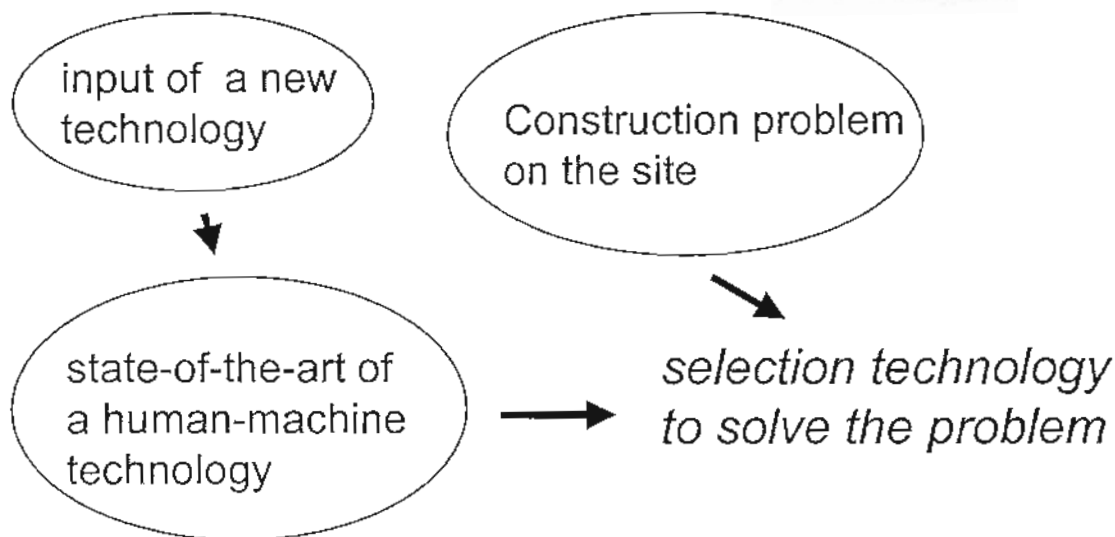 input of a new
technology
Construction problem
on the site
state-of-the-art of
a human-machine
technology
selection technology
to solve the problem